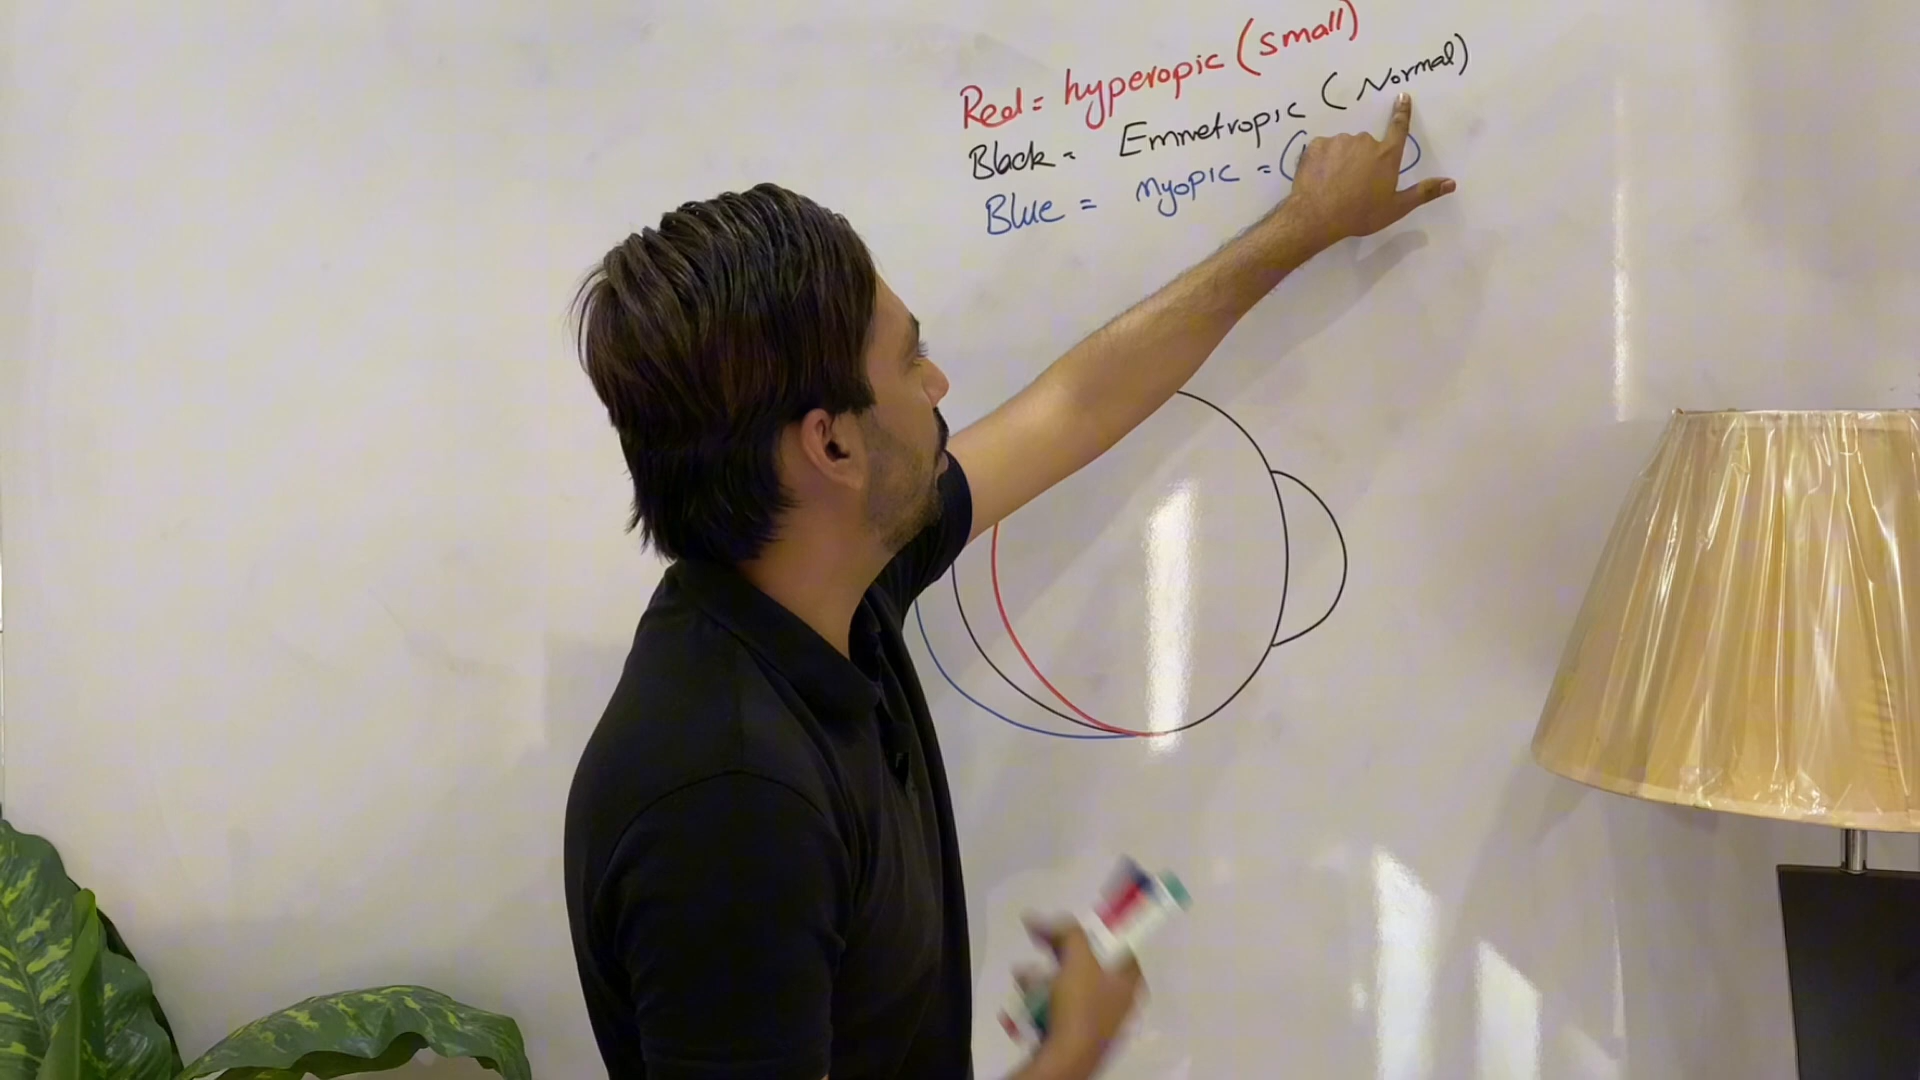 Red = hyperopic (small)
Black = Emmetropic (Normal)
Blue = myopic = ( )